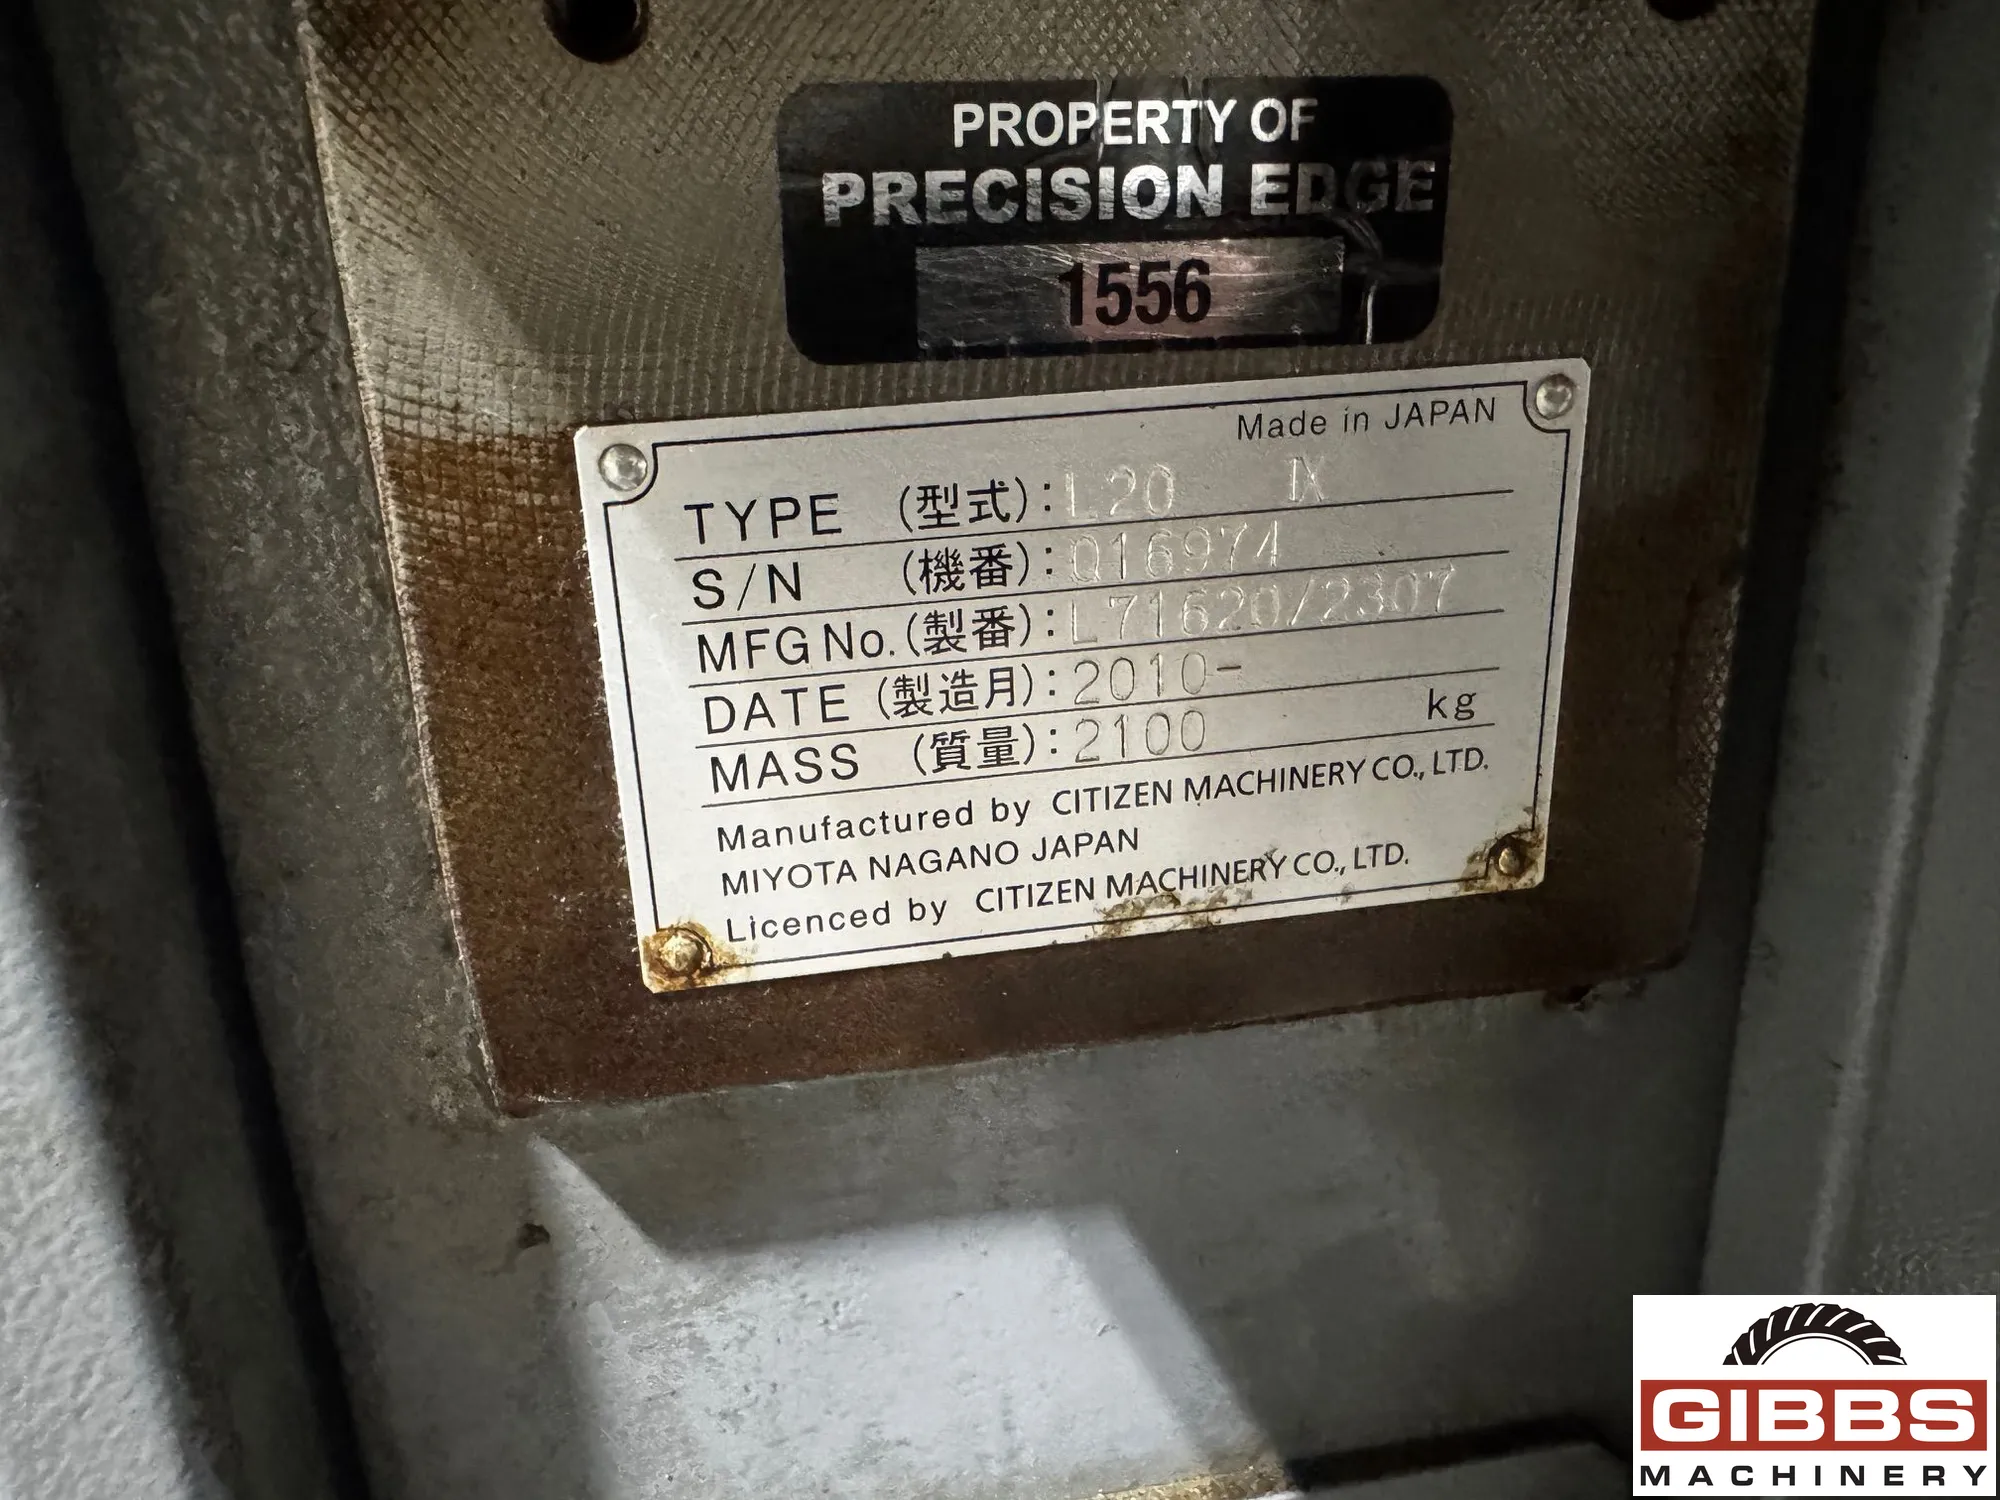 PROPERTY OF
PRECISION EDGE
1556
Made in JAPAN
TYPE (型式): L20 IX
S/N (機番): Q16974
MFG No. (製番): L71620/2307
DATE (製造月): 2010-
MASS (質量): 2100 kg
Manufactured by CITIZEN MACHINERY CO., LTD.
MIYOTA NAGANO JAPAN
Licenced by CITIZEN MACHINERY CO., LTD.
GIBBS
MACHINERY